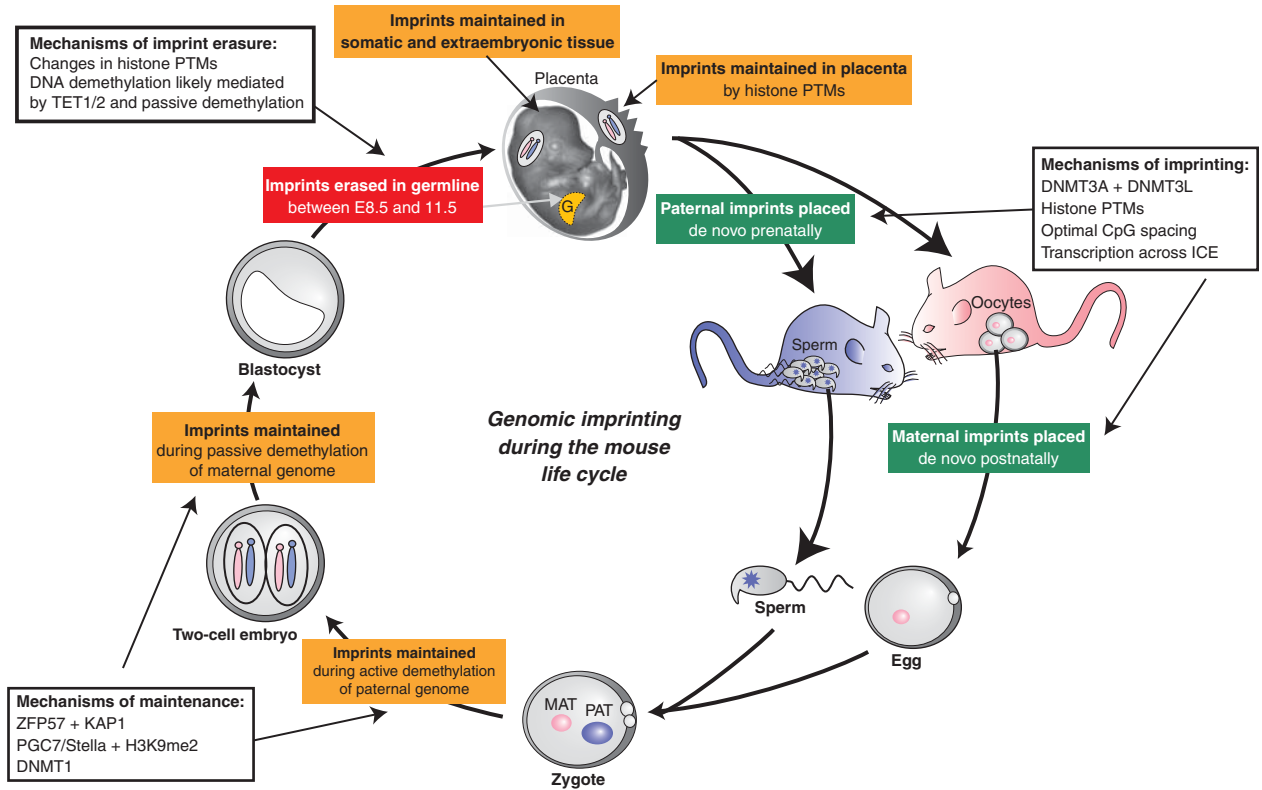 Mechanisms of imprint erasure:
Changes in histone PTMs
DNA demethylation likely mediated
by TET1/2 and passive demethylation
Imprints maintained in
somatic and extraembryonic tissue
Placenta
Imprints maintained in placenta
by histone PTMs
Imprints erased in germline
between E8.5 and 11.5
G
Paternal imprints placed
de novo prenatally
Mechanisms of imprinting:
DNMT3A + DNMT3L
Histone PTMs
Optimal CpG spacing
Transcription across ICE
Blastocyst
Sperm
Oocytes
Imprints maintained
during passive demethylation
of maternal genome
Genomic imprinting
during the mouse
life cycle
Maternal imprints placed
de novo postnatally
Two-cell embryo
Sperm
Egg
Imprints maintained
during active demethylation
of paternal genome
Mechanisms of maintenance:
ZFP57 + KAP1
PGC7/Stella + H3K9me2
DNMT1
MAT
PAT
Zygote